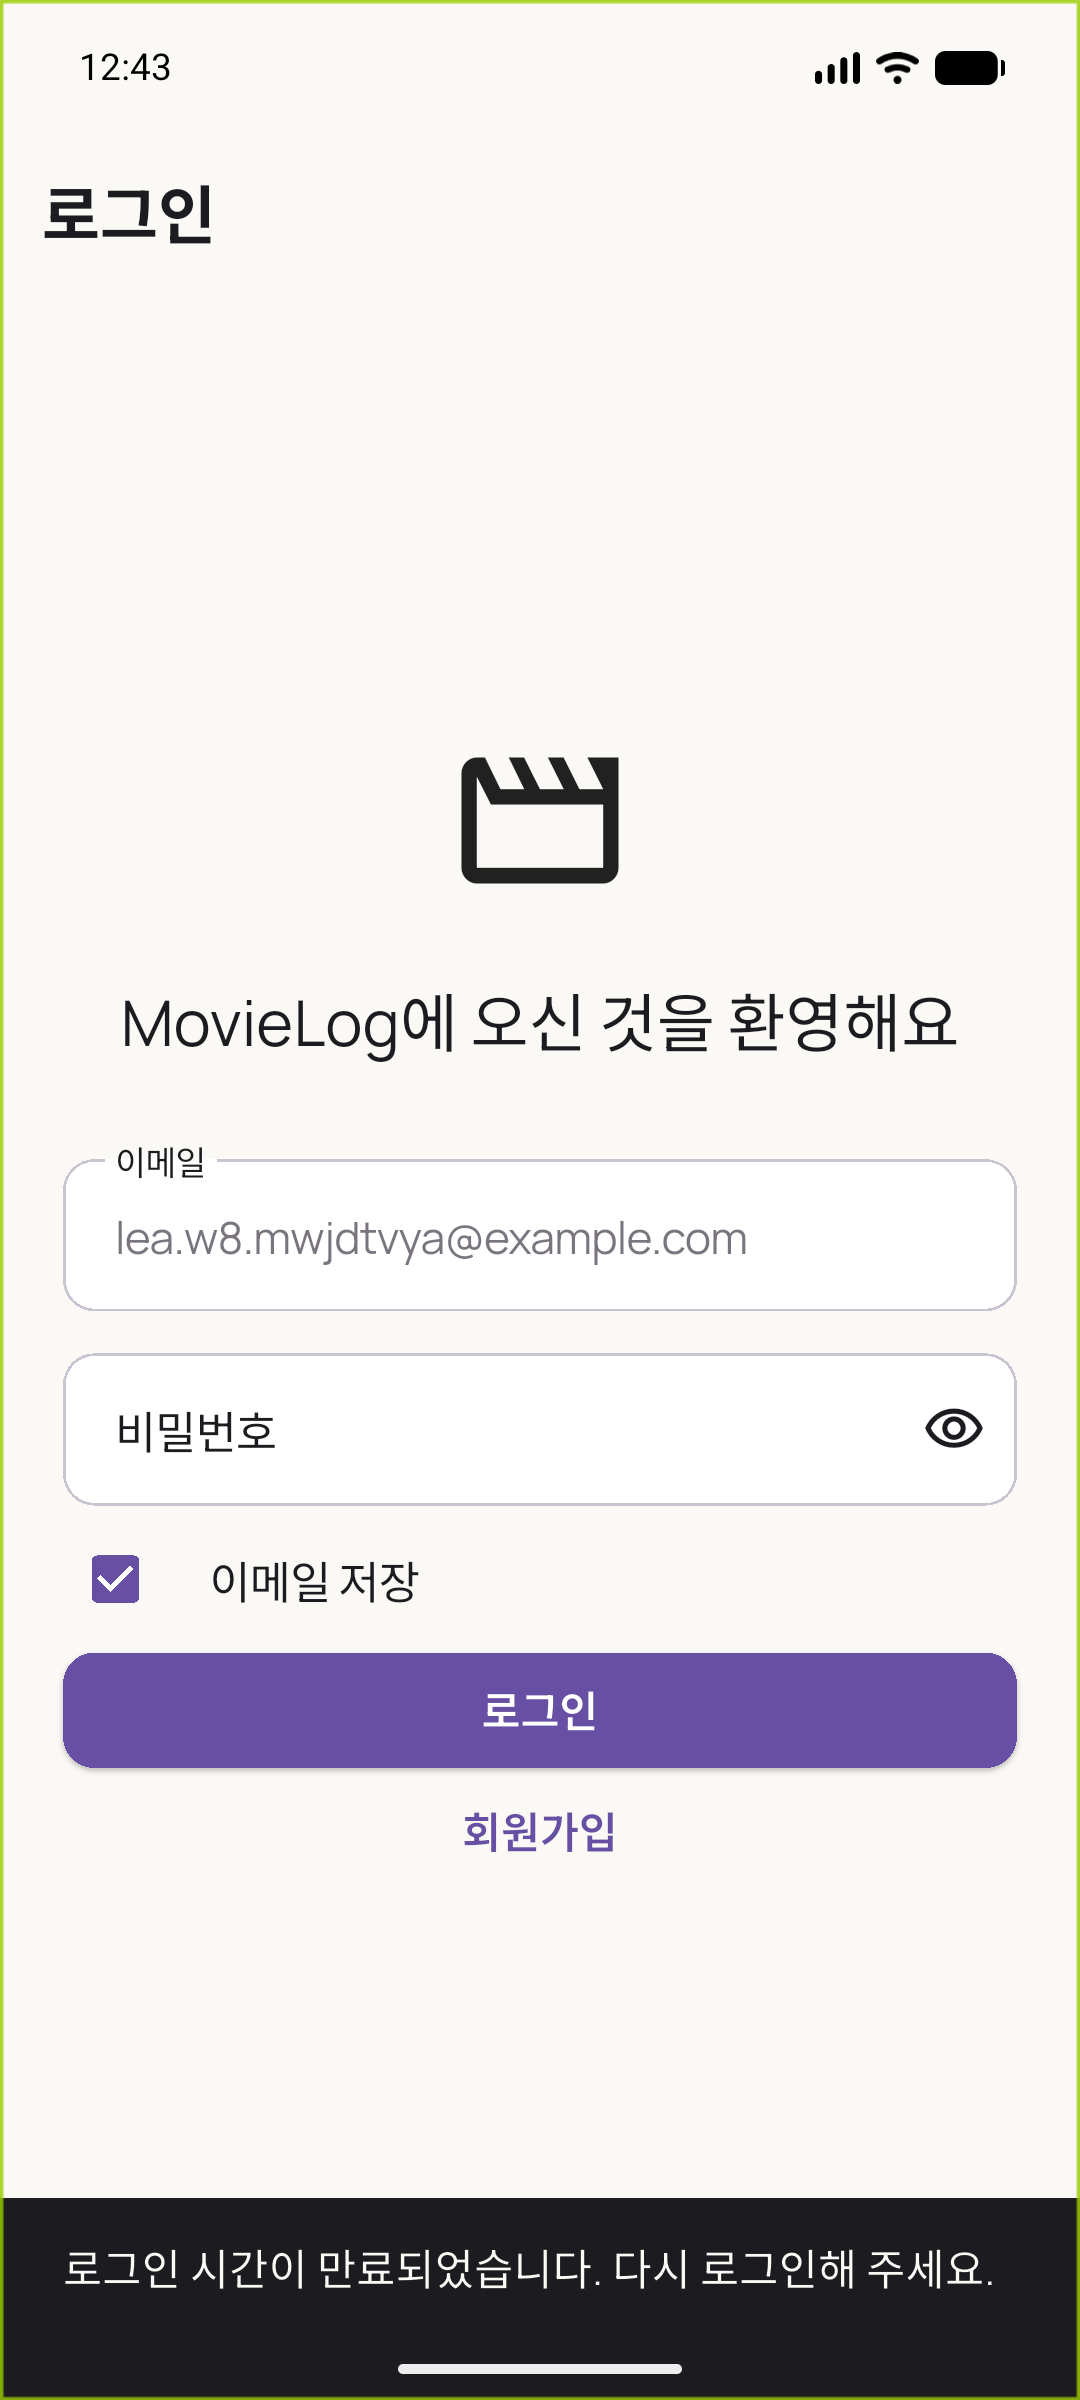 12:43
로그인
MovieLog에 오신 것을 환영해요
이메일
lea.w8.mwjdtvya@example.com
비밀번호
이메일 저장
로그인
회원가입
로그인 시간이 만료되었습니다. 다시 로그인해 주세요.